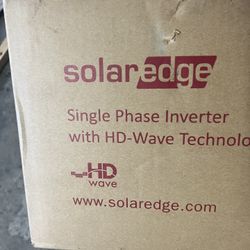 solaredge
Single Phase Inverter
with HD-Wave Technolo
HD
wave
www.solaredge.com